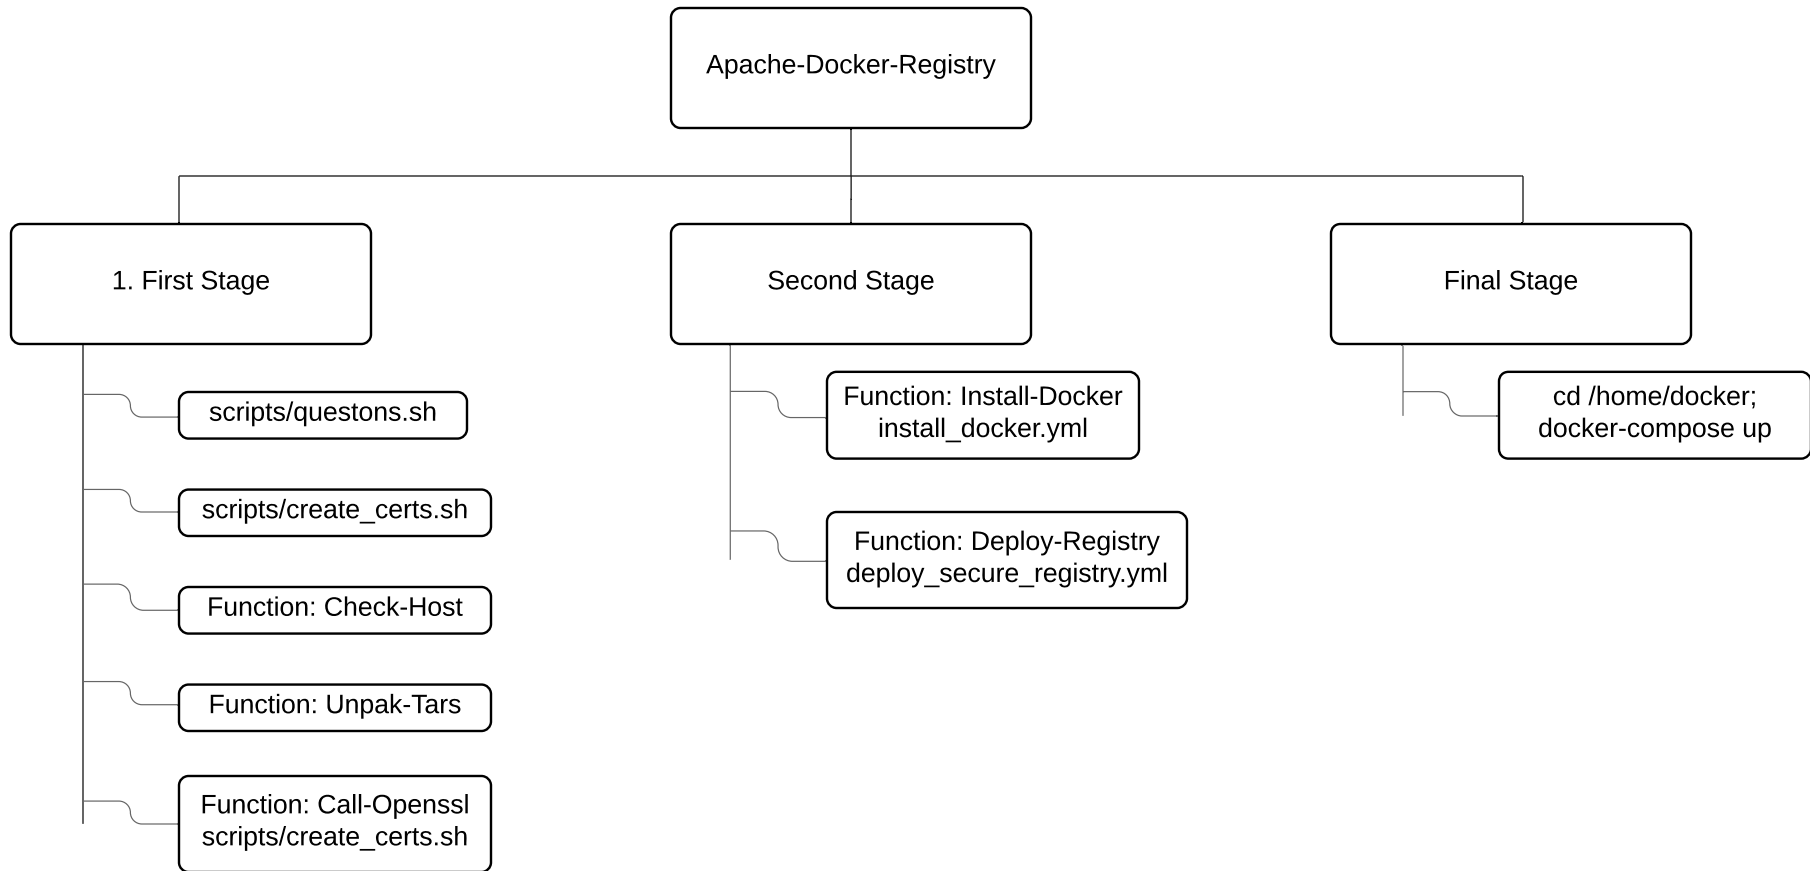 Apache-Docker-Registry
1. First Stage
scripts/questons.sh
scripts/create_certs.sh
Function: Check-Host
Function: Unpak-Tars
Function: Call-Openssl
scripts/create_certs.sh
Second Stage
Function: Install-Docker
install_docker.yml
Function: Deploy-Registry
deploy_secure_registry.yml
Final Stage
cd /home/docker;
docker-compose up